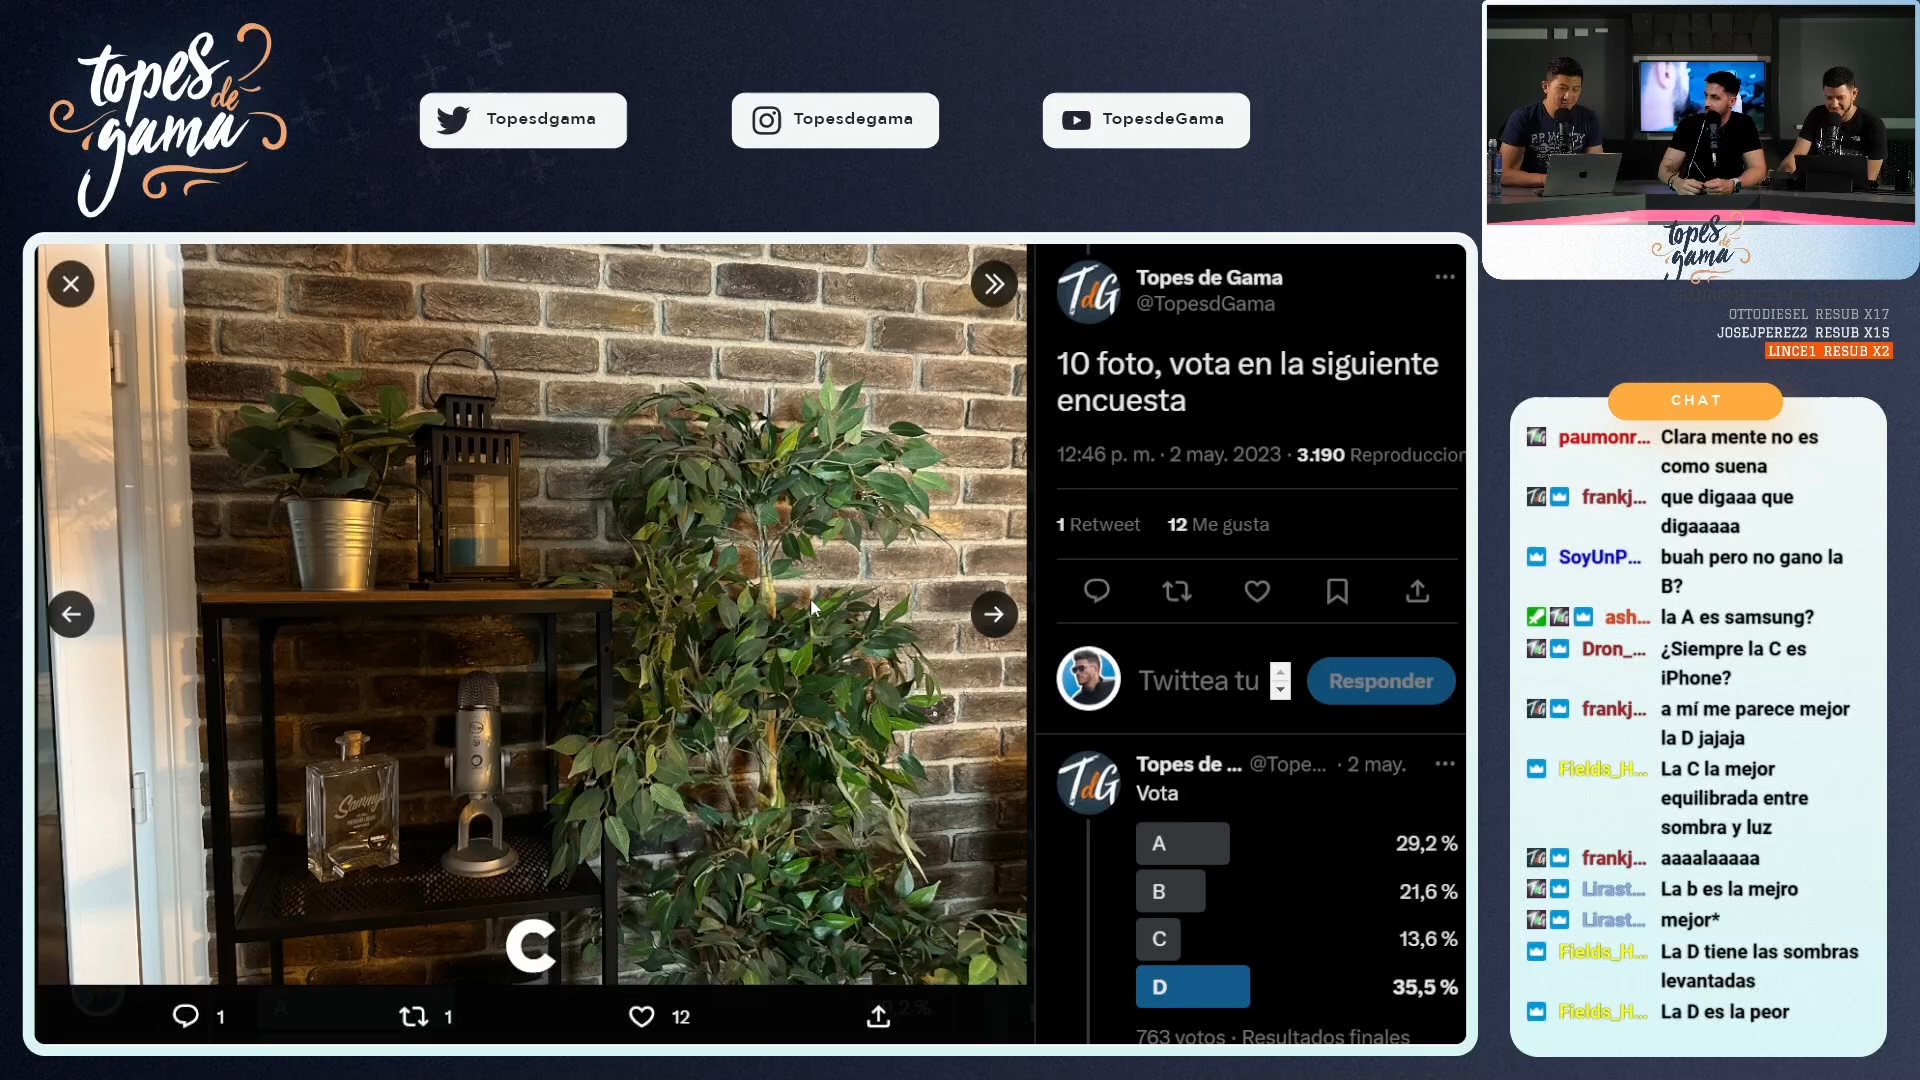 topes
de
gama
Topesdgama
Topesdegama
TopesdeGama
topes
de
gama
OTTODIESEL RESUB X17
JOSEJPEREZ2 RESUB X15
LINCE1 RESUB X2
Sammy's
C
1
1
12
TdG
Topes de Gama
@TopesdGama
10 foto, vota en la siguiente
encuesta
12:46 p. m. · 2 may. 2023 · 3.190 Reproduccion
1 Retweet 12 Me gusta
Twittea tu
Responder
TdG
Topes de ... @Tope... · 2 may.
Vota
A 29,2 %
B 21,6 %
C 13,6 %
D 35,5 %
763 votos · Resultados finales
CHAT
paumonr... Clara mente no es
como suena
frankj... que digaaa que
digaaaaa
SoyUnP... buah pero no gano la
B?
ash... la A es samsung?
Dron_... ¿Siempre la C es
iPhone?
frankj... a mí me parece mejor
la D jajaja
Fields_H... La C la mejor
equilibrada entre
sombra y luz
frankj... aaaalaaaaa
Lirast... La b es la mejro
Lirast... mejor*
Fields_H... La D tiene las sombras
levantadas
Fields_H... La D es la peor